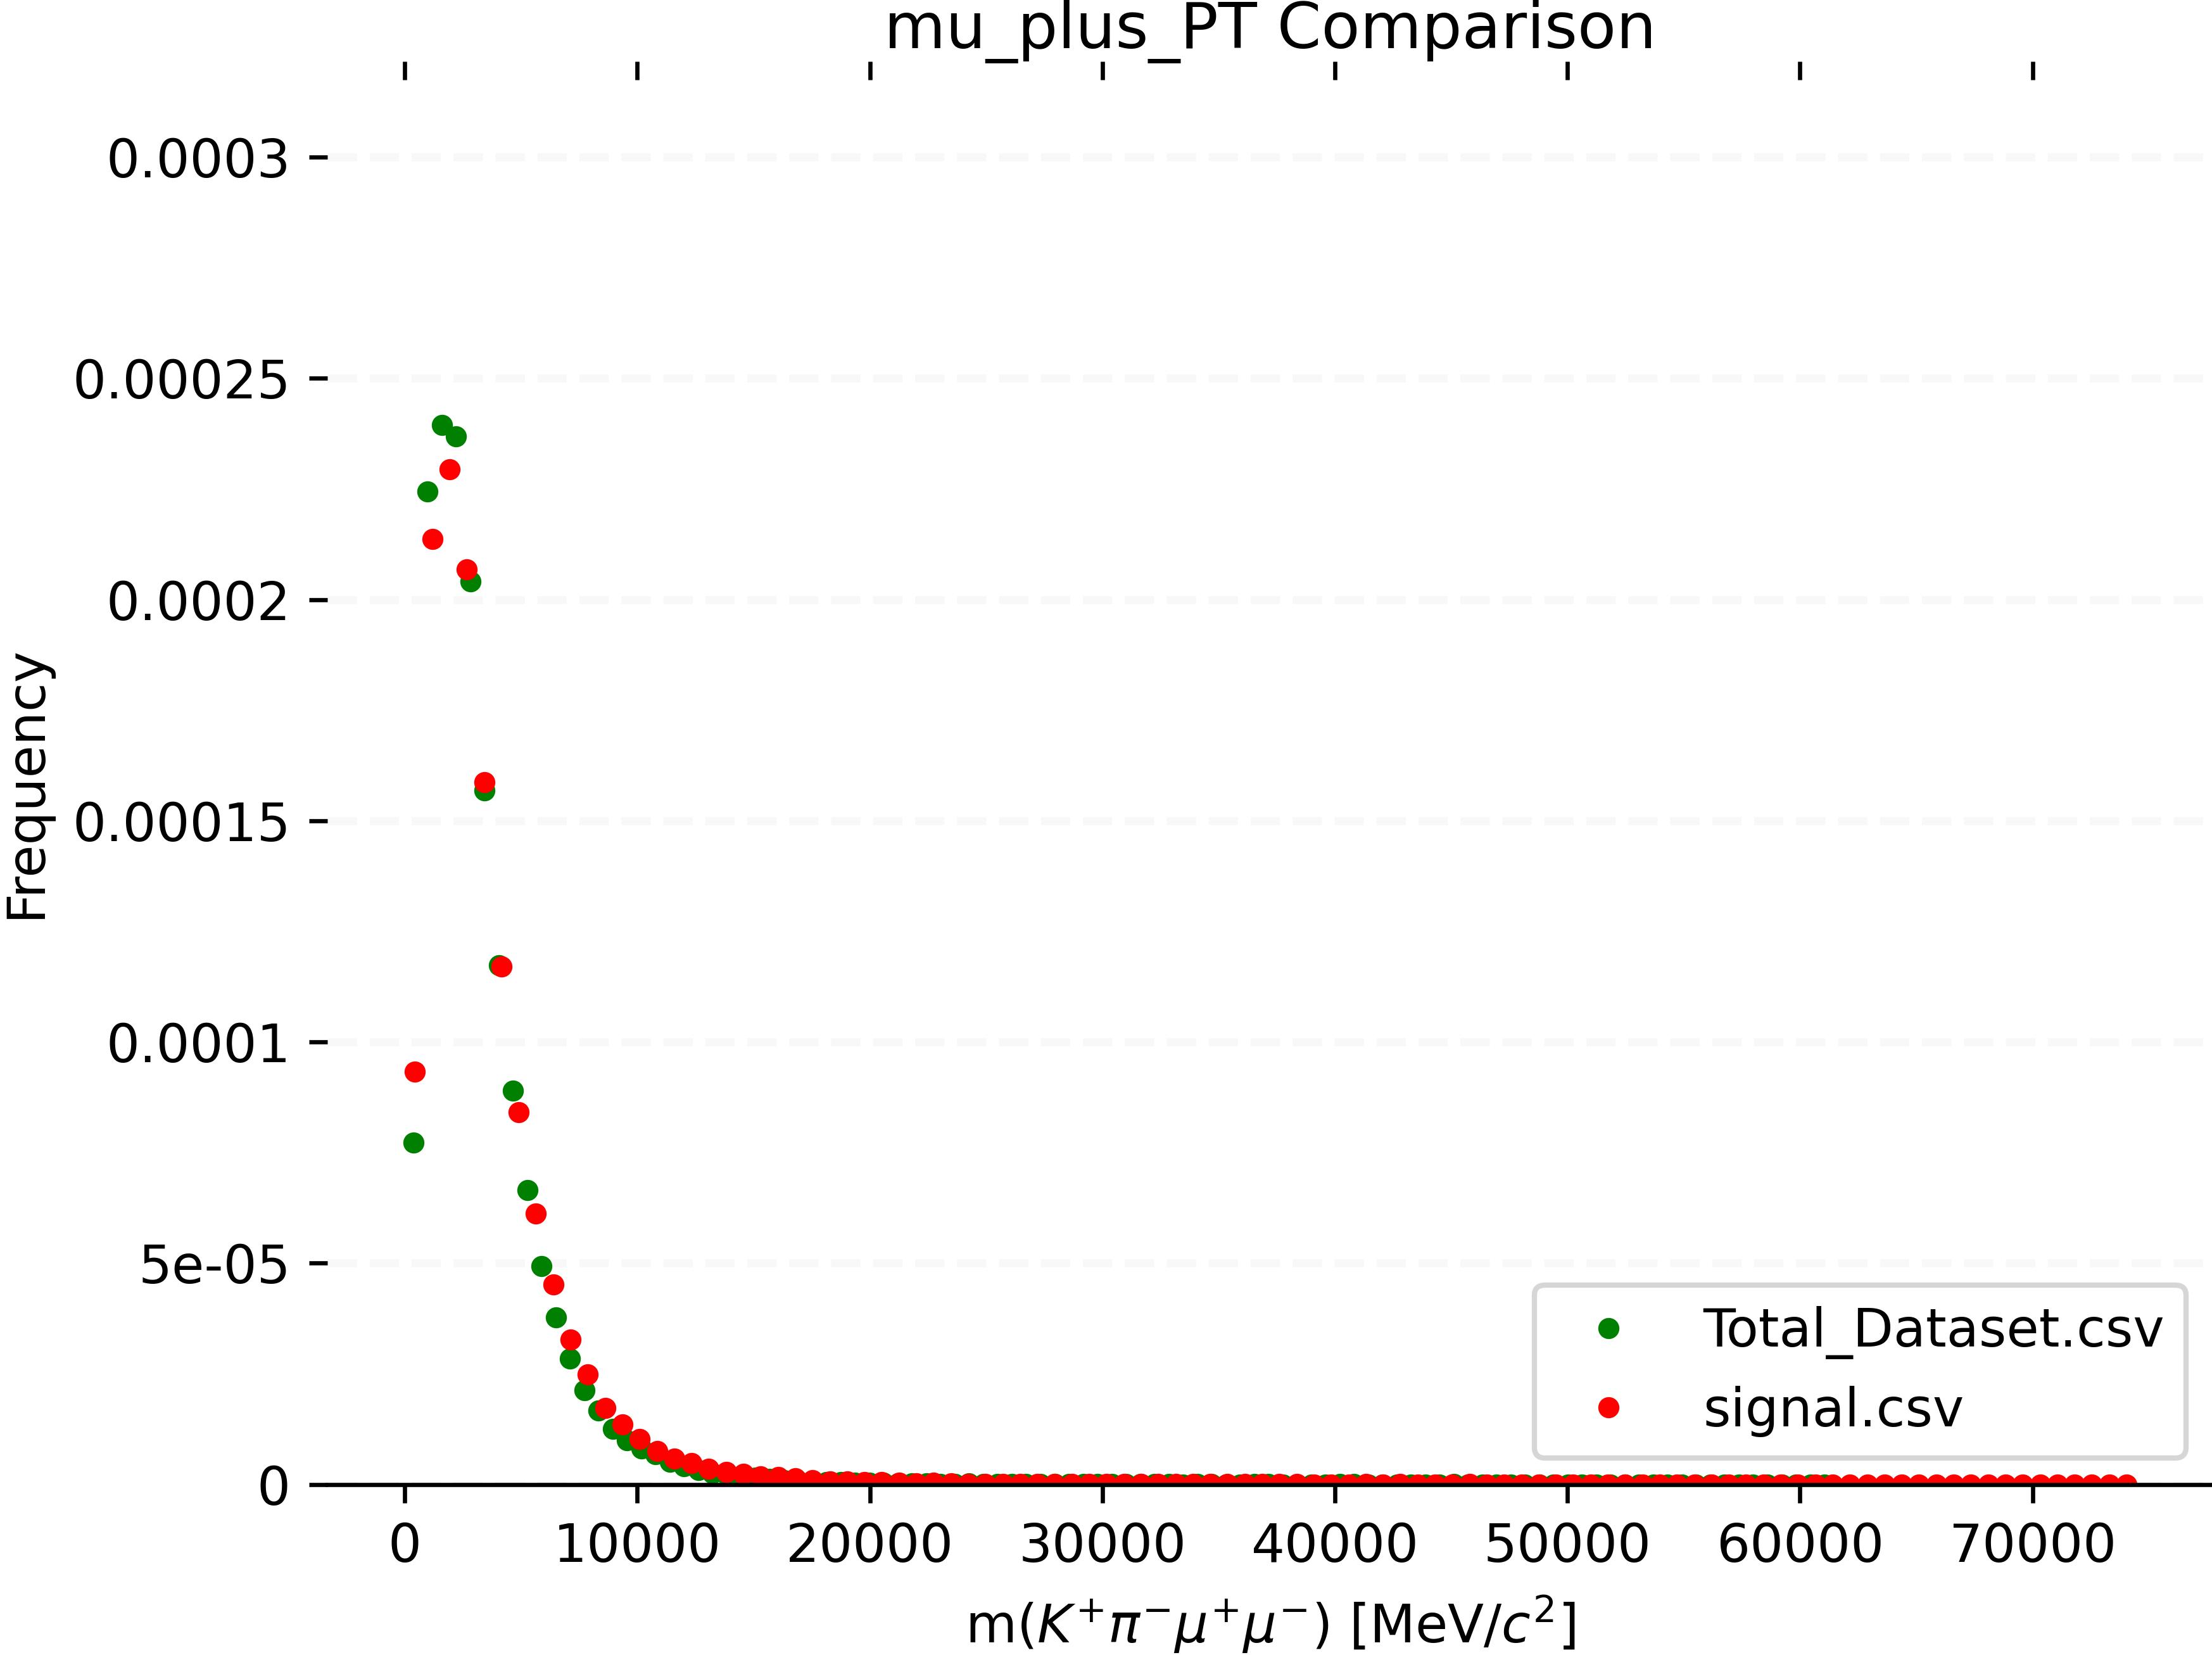 mu_plus_PT Comparison
0.0003
0.00025
0.0002
0.00015
0.0001
5e-05
0
Frequency
0 10000 20000 30000 40000 50000 60000 70000
m(K⁺π⁻μ⁺μ⁻) [MeV/c²]
Total_Dataset.csv
signal.csv